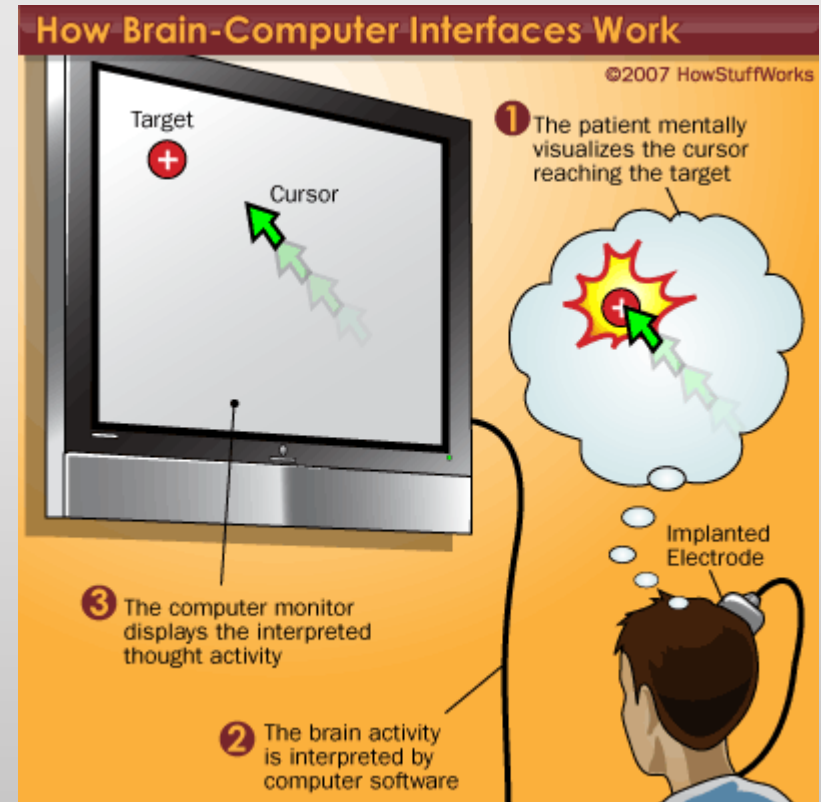 How Brain-Computer Interfaces Work
©2007 HowStuffWorks
Target
Cursor
1 The patient mentally
visualizes the cursor
reaching the target
Implanted
Electrode
3 The computer monitor
displays the interpreted
thought activity
2 The brain activity
is interpreted by
computer software